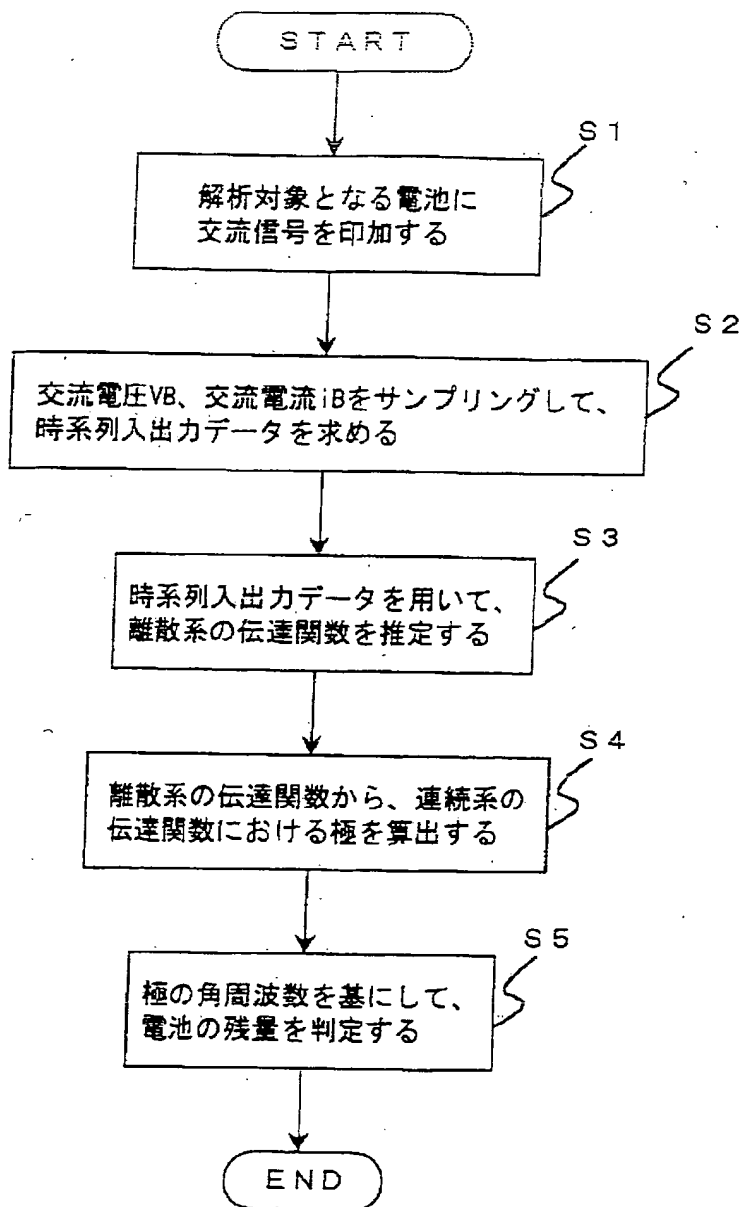 START
S1
解析対象となる電池に
交流信号を印加する
S2
交流電圧VB、交流電流iBをサンプリングして、
時系列入出力データを求める
S3
時系列入出力データを用いて、
離散系の伝達関数を推定する
S4
離散系の伝達関数から、連続系の
伝達関数における極を算出する
S5
極の角周波数を基にして、
電池の残量を判定する
END